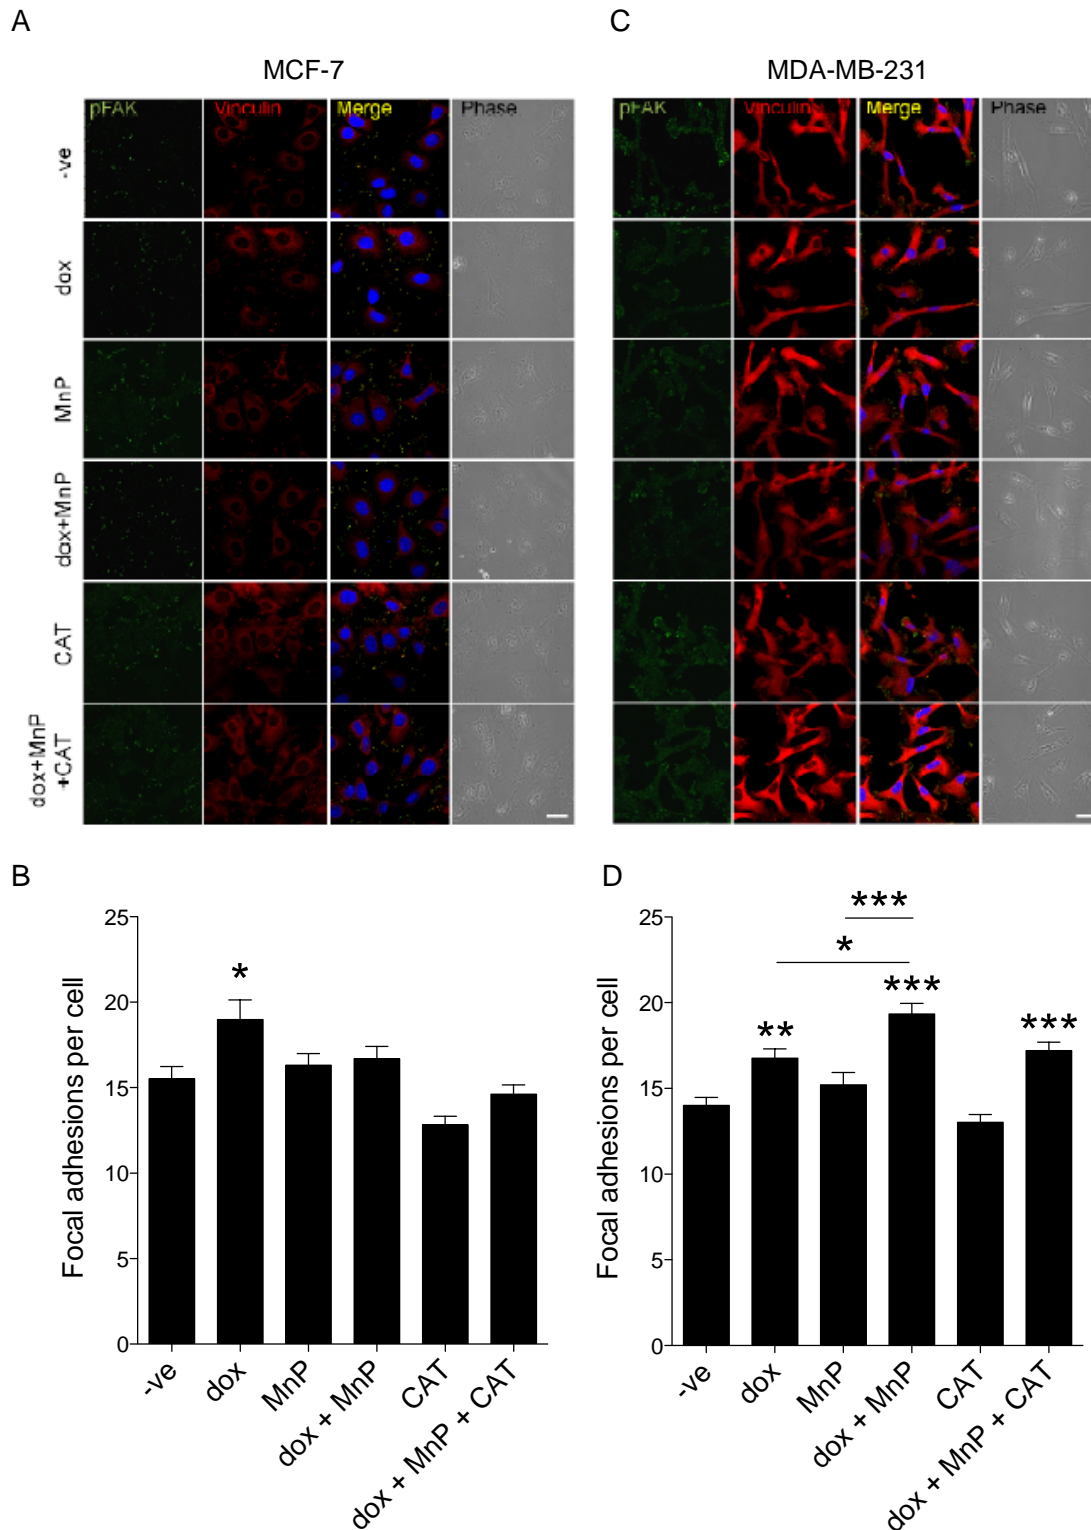 A
MCF-7
pFAK Vinculin Merge Phase
-ve
dox
MnP
dox+MnP
CAT
dox+MnP
+CAT
C
MDA-MB-231
pFAK Vinculin Merge Phase
B
Focal adhesions per cell
25
20
15
10
5
0
*
-ve
dox
MnP
dox + MnP
CAT
dox + MnP + CAT
D
Focal adhesions per cell
25
20
15
10
5
0
***
*
**
***
***
-ve
dox
MnP
dox + MnP
CAT
dox + MnP + CAT